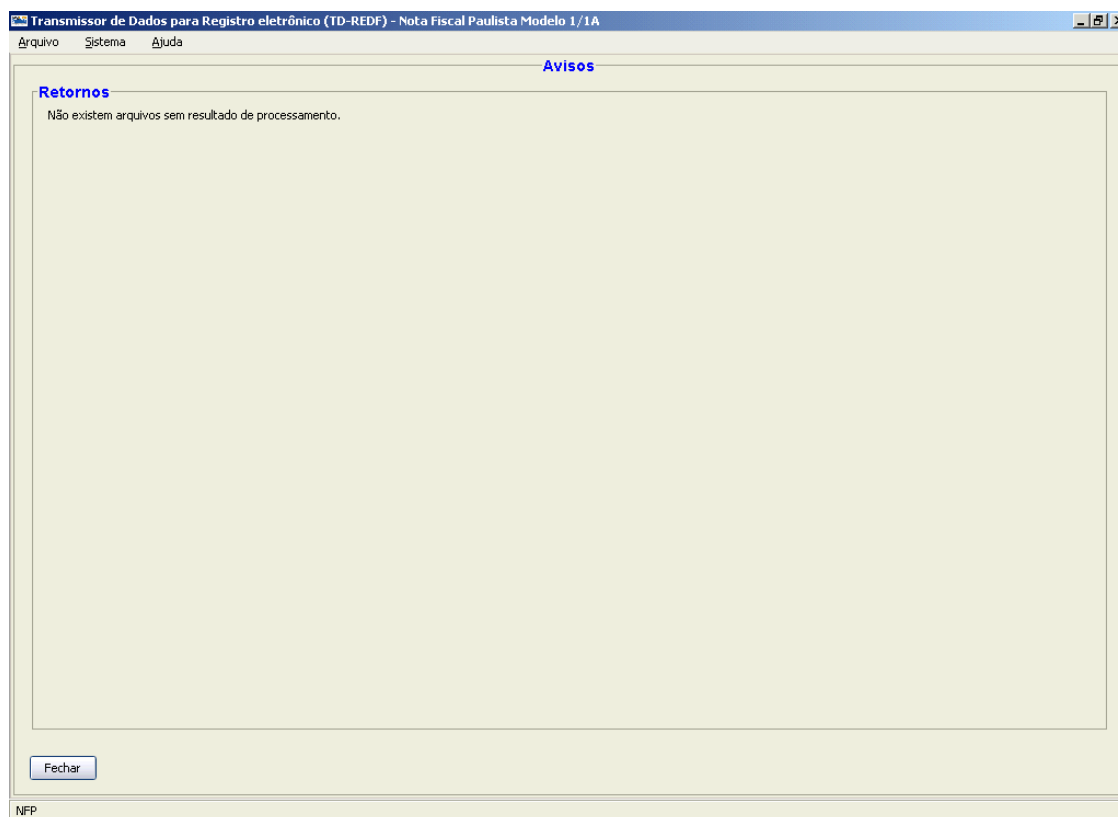 Transmissor de Dados para Registro eletrônico (TD-REDF) - Nota Fiscal Paulista Modelo 1/1A
Arquivo Sistema Ajuda
Avisos
Retornos
Não existem arquivos sem resultado de processamento.
Fechar
NFP